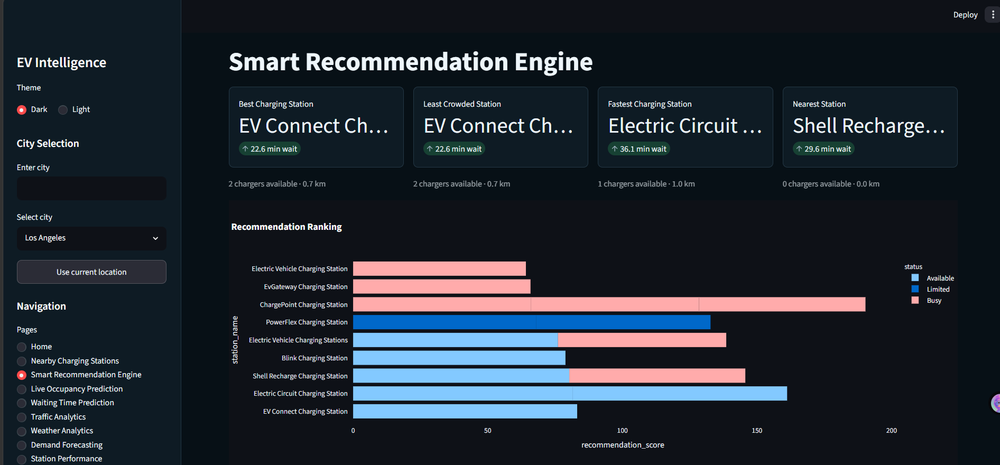 Deploy
EV Intelligence
Theme
Dark
Light
City Selection
Enter city
Select city
Los Angeles
Use current location
Navigation
Pages
Home
Nearby Charging Stations
Smart Recommendation Engine
Live Occupancy Prediction
Waiting Time Prediction
Traffic Analytics
Weather Analytics
Demand Forecasting
Station Performance
Smart Recommendation Engine
Best Charging Station
EV Connect Ch...
↑ 22.6 min wait
2 chargers available · 0.7 km
Least Crowded Station
EV Connect Ch...
↑ 22.6 min wait
2 chargers available · 0.7 km
Fastest Charging Station
Electric Circuit ...
↑ 36.1 min wait
1 chargers available · 1.0 km
Nearest Station
Shell Recharge...
↑ 29.6 min wait
0 chargers available · 0.0 km
Recommendation Ranking
station_name
Electric Vehicle Charging Station
EvGateway Charging Station
ChargePoint Charging Station
PowerFlex Charging Station
Electric Vehicle Charging Stations
Blink Charging Station
Shell Recharge Charging Station
Electric Circuit Charging Station
EV Connect Charging Station
0 50 100 150 200
recommendation_score
status
Available
Limited
Busy